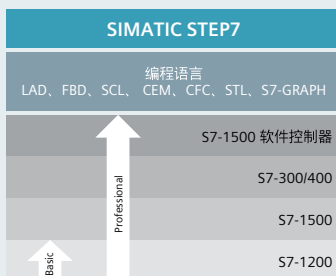 SIMATIC STEP7
编程语言
LAD、FBD、SCL、 CEM、CFC、STL、S7-GRAPH
S7-1500 软件控制器
S7-300/400
S7-1500
S7-1200
Professional
Basic